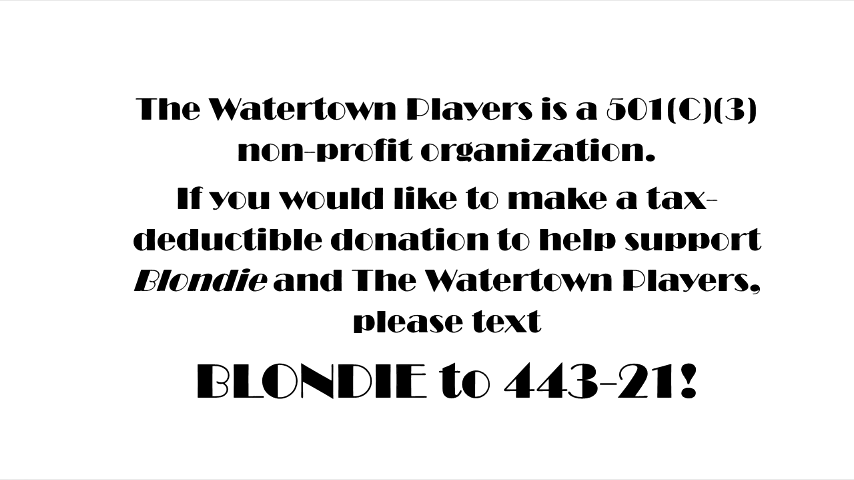 The Watertown Players is a 501(C)(3)
non-profit organization.
If you would like to make a tax-
deductible donation to help support
Blondie and The Watertown Players,
please text
BLONDIE to 443-21!